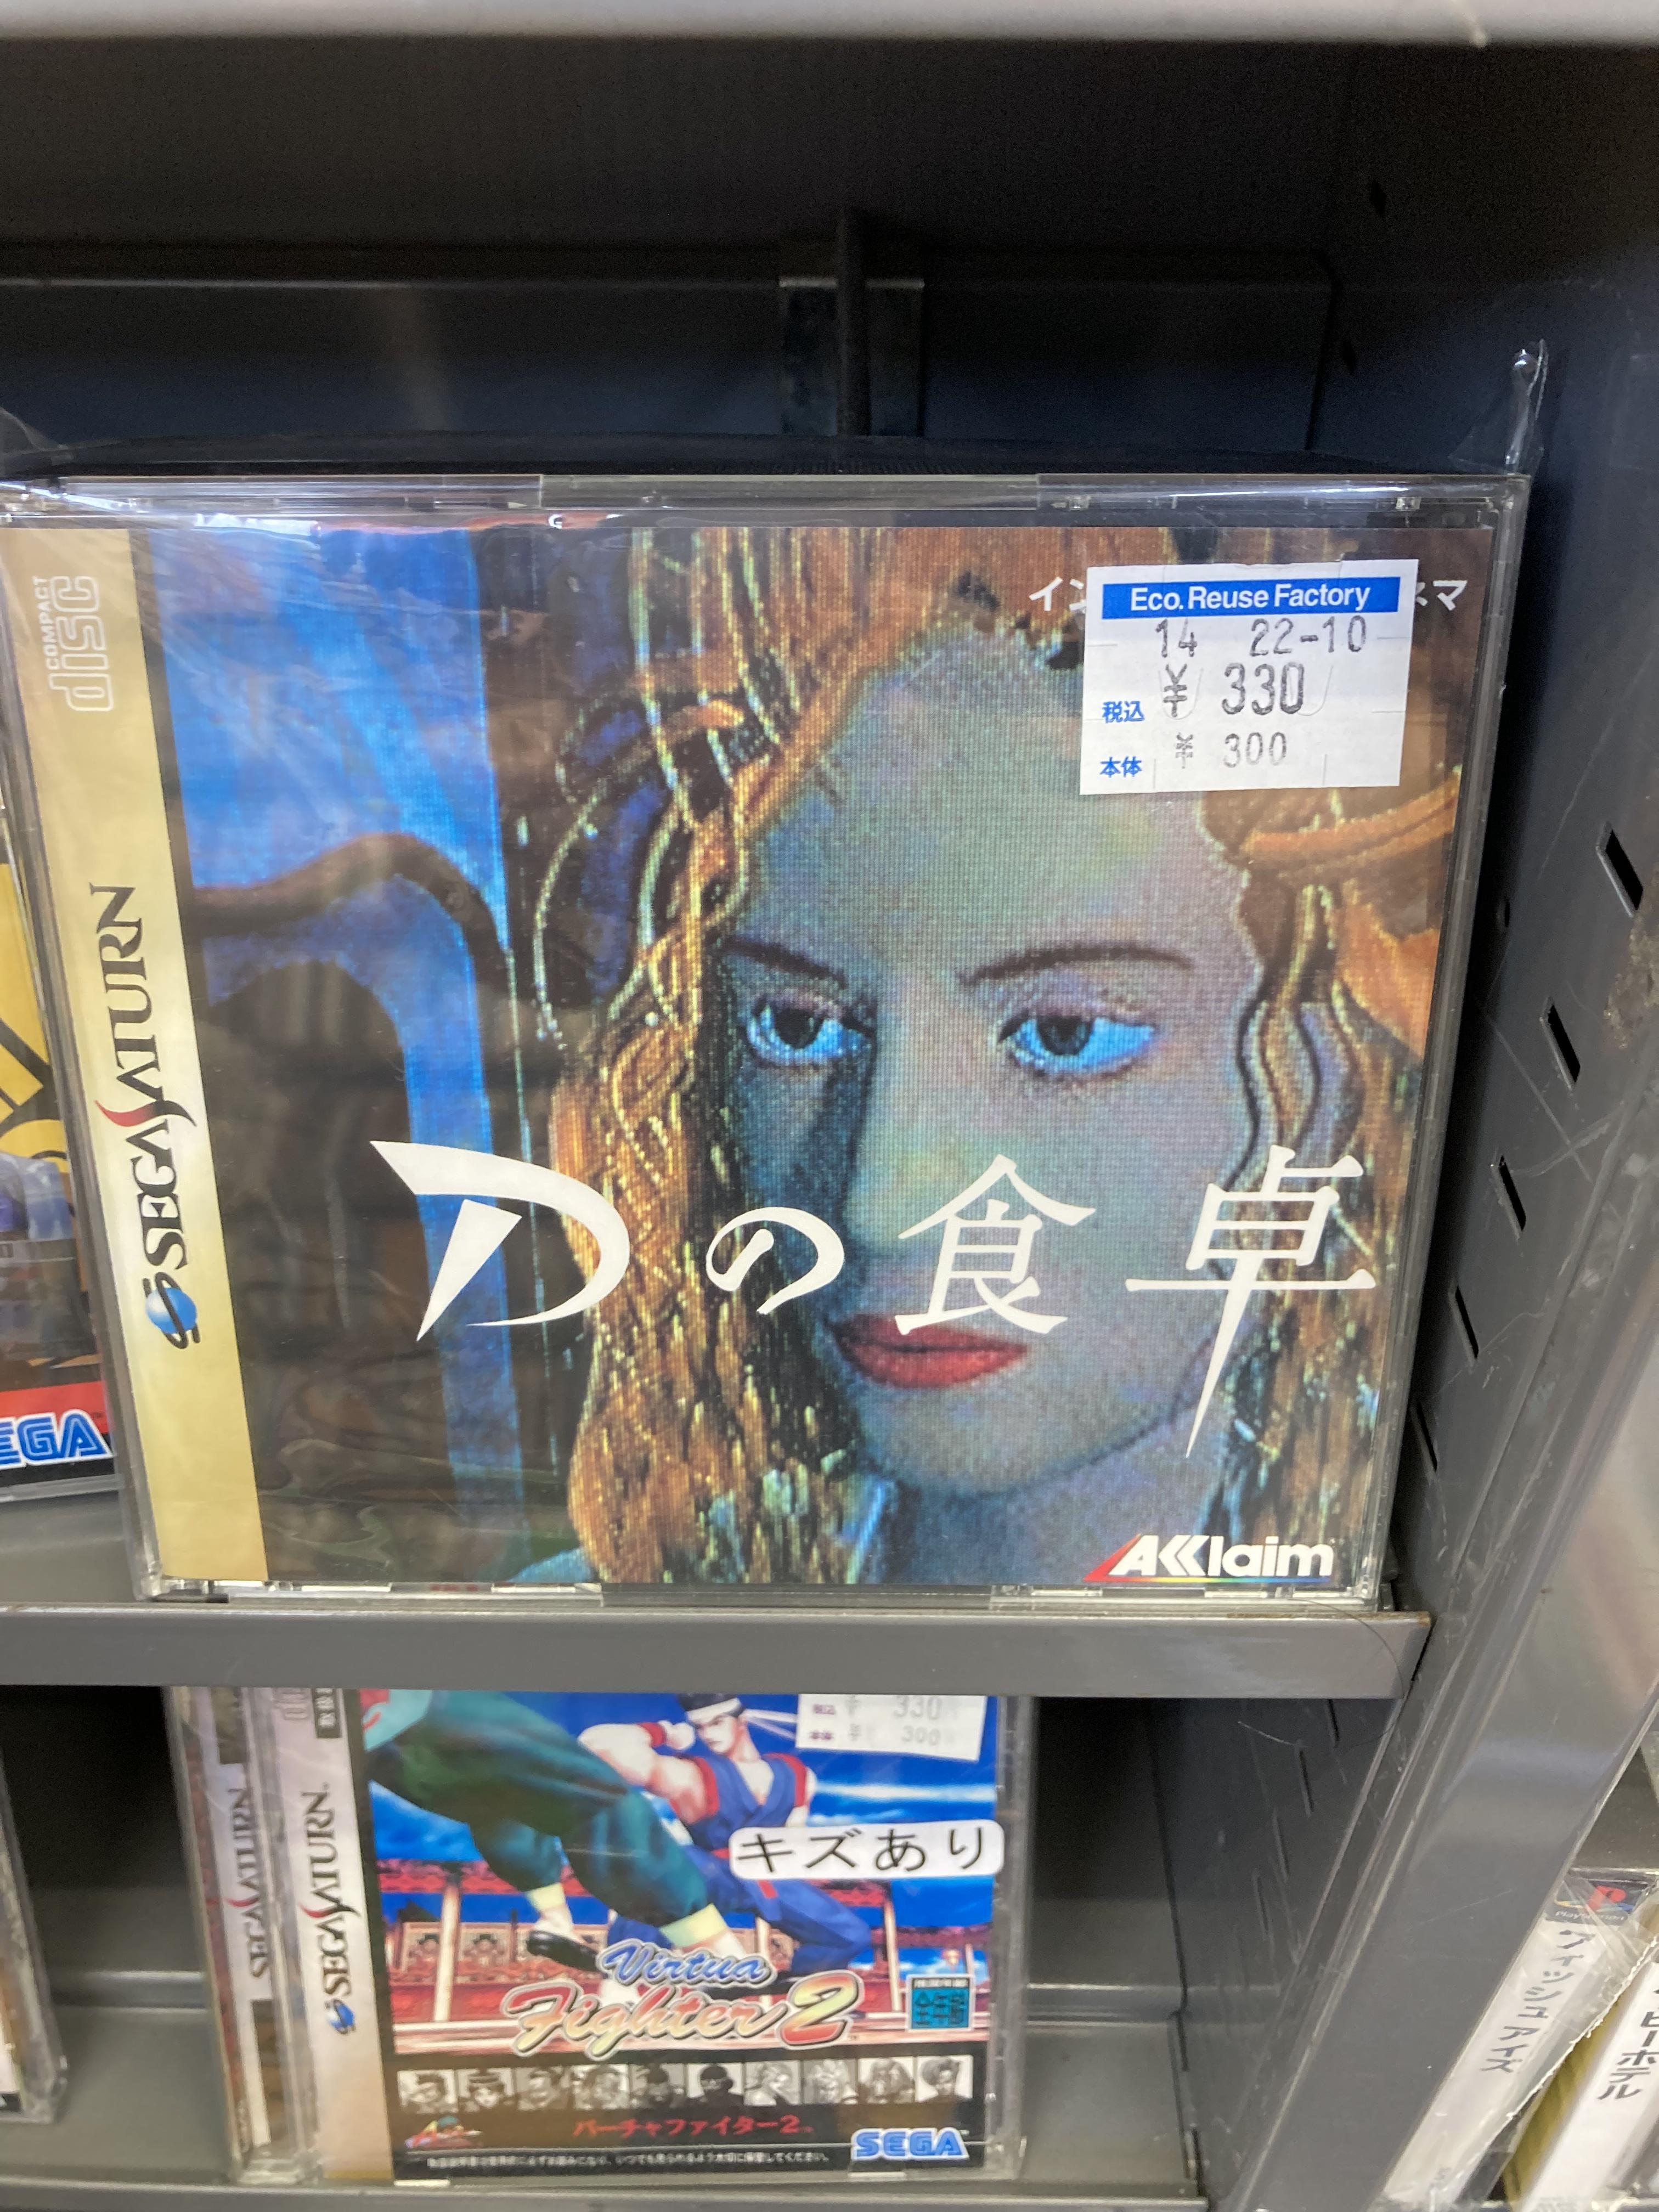 COMPACT
disc
SEGA SATURN
イン
ネマ
Eco. Reuse Factory
14 22-10
税込 ¥ 330
本体 ¥ 300
Dの食卓
AKKlaim
SEGA
税込 ¥ 330
本体 ¥ 300
SEGA SATURN
SEGA SATURN
キズあり
Virtua
Fighter 2
バーチャファイター2
SEGA
PlayStation